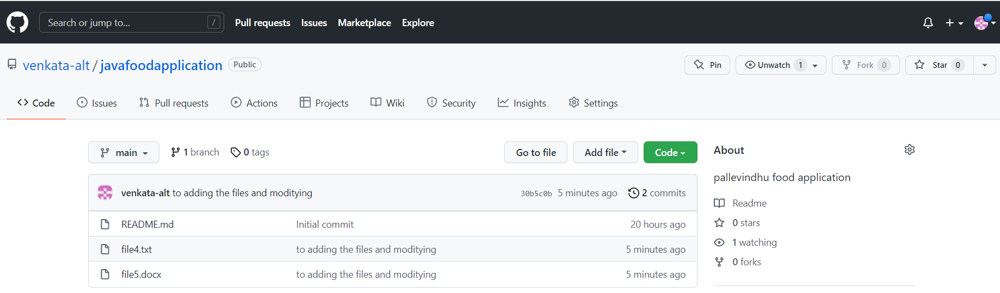 Search or jump to... / Pull requests Issues Marketplace Explore
venkata-alt / javafoodapplication Public Pin Unwatch 1 Fork 0 Star 0
Code Issues Pull requests Actions Projects Wiki Security Insights Settings
main 1 branch 0 tags Go to file Add file Code About
pallevindhu food application
venkata-alt to adding the files and moditying 30b5c0b 5 minutes ago 2 commits
Readme
README.md Initial commit 20 hours ago
0 stars
1 watching
file4.txt to adding the files and moditying 5 minutes ago
0 forks
file5.docx to adding the files and moditying 5 minutes ago